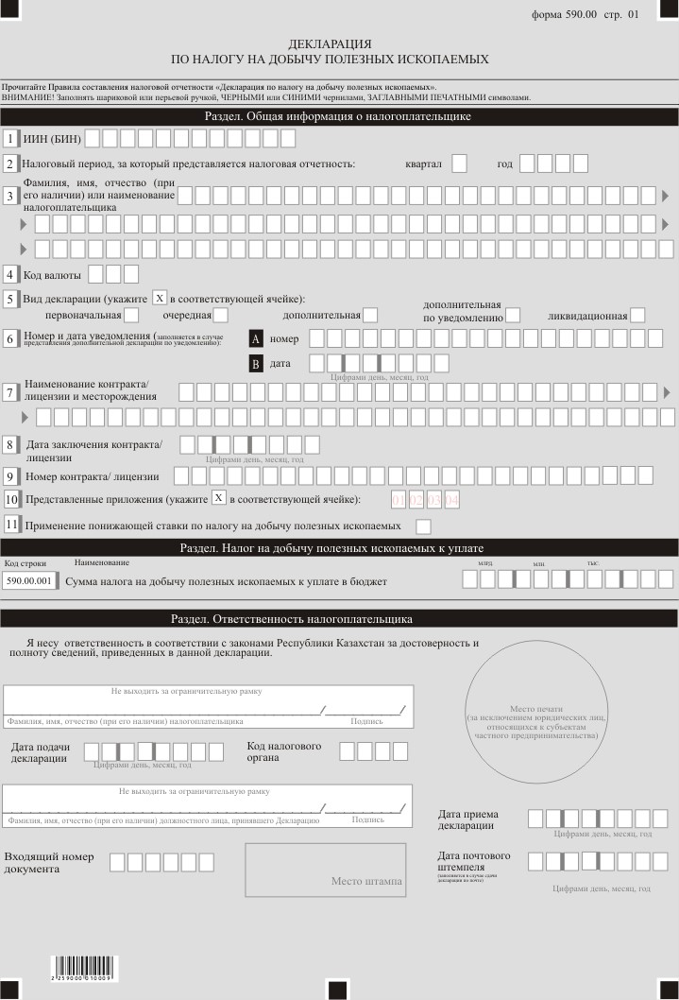 форма 590.00 стр. 01
ДЕКЛАРАЦИЯ
ПО НАЛОГУ НА ДОБЫЧУ ПОЛЕЗНЫХ ИСКОПАЕМЫХ
Прочитайте Правила составления налоговой отчетности «Декларация по налогу на добычу полезных ископаемых».
ВНИМАНИЕ! Заполнять шариковой или перьевой ручкой, ЧЕРНЫМИ или СИНИМИ чернилами, ЗАГЛАВНЫМИ ПЕЧАТНЫМИ символами.
Раздел. Общая информация о налогоплательщике
1 ИИН (БИН)
2 Налоговый период, за который представляется налоговая отчетность: квартал год
3 Фамилия, имя, отчество (при
его наличии) или наименование
налогоплательщика
4 Код валюты
5 Вид декларации (укажите X в соответствующей ячейке):
первоначальная очередная дополнительная дополнительная
по уведомлению ликвидационная
6 Номер и дата уведомления (заполняется в случае
представления дополнительной декларации по уведомлению):
A номер
B дата
Цифрами день, месяц, год
7 Наименование контракта/
лицензии и месторождения
8 Дата заключения контракта/
лицензии
Цифрами день, месяц, год
9 Номер контракта/ лицензии
10 Представленные приложения (укажите X в соответствующей ячейке): 01 02 03 04
11 Применение понижающей ставки по налогу на добычу полезных ископаемых
Раздел. Налог на добычу полезных ископаемых к уплате
Код строки Наименование млрд. млн. тыс.
590.00.001 Сумма налога на добычу полезных ископаемых к уплате в бюджет
Раздел. Ответственность налогоплательщика
Я несу ответственность в соответствии с законами Республики Казахстан за достоверность и
полноту сведений, приведенных в данной декларации.
Не выходить за ограничительную рамку
Фамилия, имя, отчество (при его наличии) налогоплательщика Подпись
Место печати
(за исключением юридических лиц,
относящихся к субъектам
частного предпринимательства)
Дата подачи
декларации
Цифрами день, месяц, год
Код налогового
органа
Не выходить за ограничительную рамку
Фамилия, имя, отчество (при его наличии) должностного лица, принявшего Декларацию Подпись
Дата приема
декларации
Цифрами день, месяц, год
Входящий номер
документа
Место штампа
Дата почтового
штемпеля
(заполняется в случае сдачи
декларации по почте)
Цифрами день, месяц, год
2259000010009